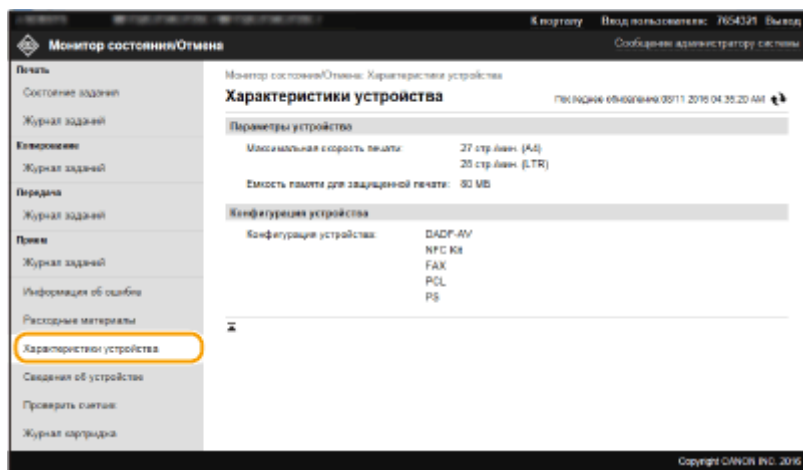 К порталу Ввод пользователя: 7654321 Выход
Монитор состояния/Отмена
Сообщение администратору системы
Печать
Состояние заданий
Журнал заданий
Копирование
Журнал заданий
Передача
Журнал заданий
Прием
Журнал заданий
Информация об ошибке
Расходные материалы
Характеристики устройства
Сведения об устройстве
Проверить счетчик
Журнал картриджа
Монитор состояния/Отмена: Характеристики устройства
Характеристики устройства
Последнее обновление: 08/11 2016 04:35:20 AM
Параметры устройства
Максимальная скорость печати: 27 стр./мин. (A4)
28 стр./мин. (LTR)
Емкость памяти для защищенной печати: 80 MB
Конфигурация устройства
Конфигурация устройства: DADF-AV
NFC Kit
FAX
PCL
PS
Copyright CANON INC. 2016